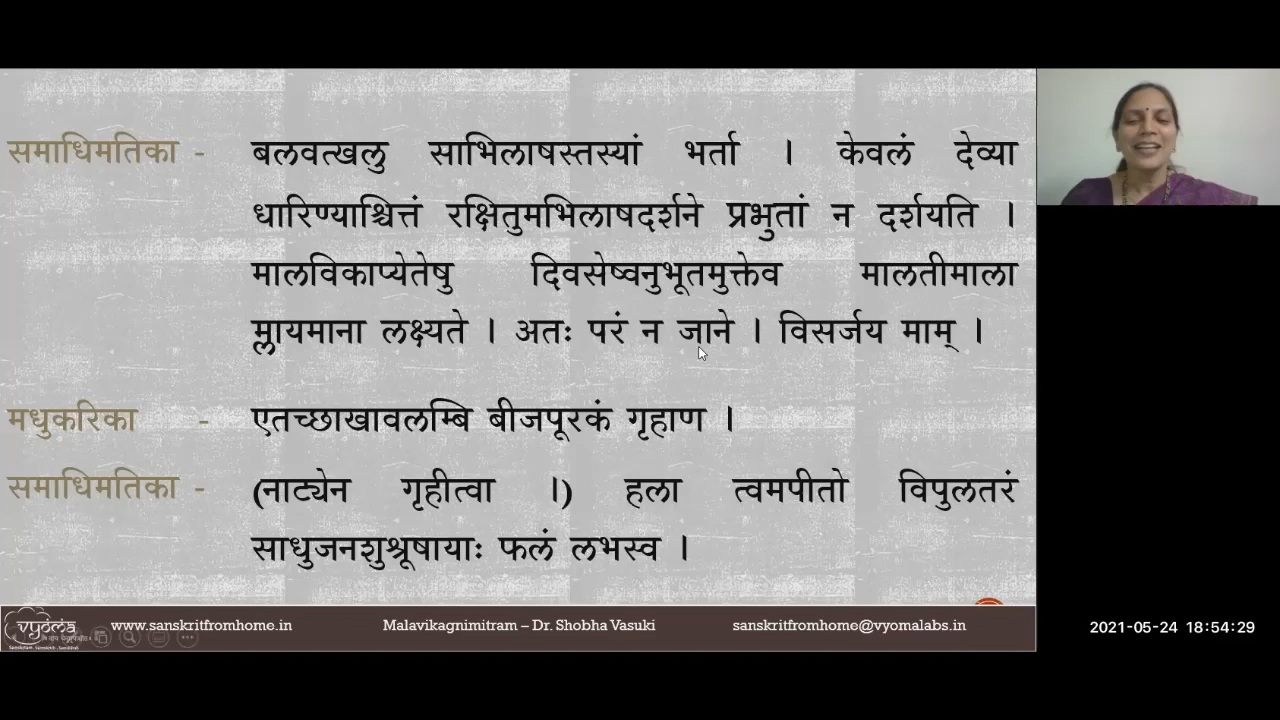 समाधिमतिका - बलवत्खलु साभिलाषस्तस्यां भर्ता । केवलं देव्या
धारिण्याश्चित्तं रक्षितुमभिलाषदर्शने प्रभुतां न दर्शयति ।
मालविकाप्येतेषु दिवसेष्वनुभूतमुक्तेव मालतीमाला
म्लायमाना लक्ष्यते । अतः परं न जाने । विसर्जय माम् ।
मधुकरिका - एतच्छाखावलम्बि बीजपूरकं गृहाण ।
समाधिमतिका - (नाट्येन गृहीत्वा ।) हला त्वमपीतो विपुलतरं
साधुजनशुश्रूषायाः फलं लभस्व ।
vyoma www.sanskritfromhome.in Malavikagnimitram – Dr. Shobha Vasuki sanskritfromhome@vyomalabs.in
2021-05-24 18:54:29